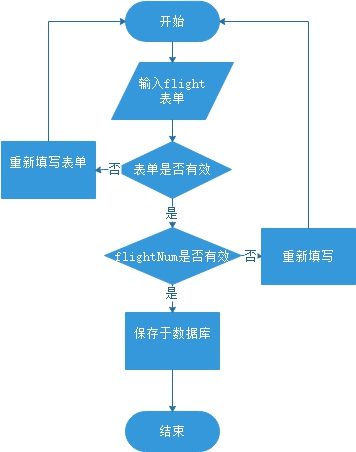 开始
输入flight
表单
重新填写表单
否
表单是否有效
是
flightNum是否有效
否
重新填写
是
保存于数据库
结束